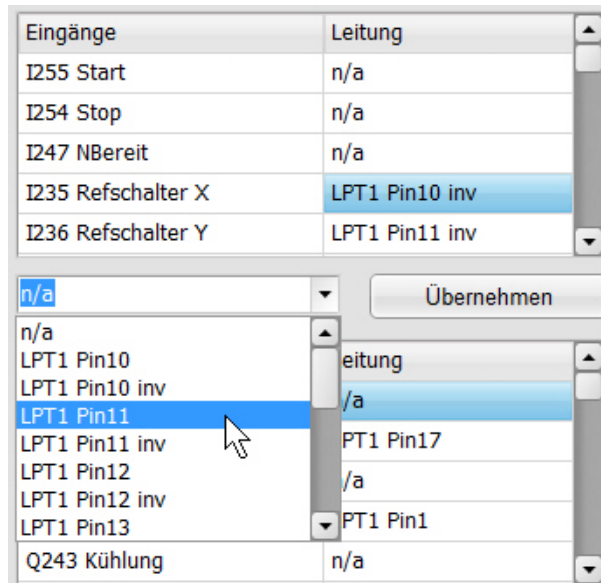 Eingänge Leitung
I255 Start n/a
I254 Stop n/a
I247 NBereit n/a
I235 Refschalter X LPT1 Pin10 inv
I236 Refschalter Y LPT1 Pin11 inv
n/a Übernehmen
n/a
LPT1 Pin10 eitung
LPT1 Pin10 inv
LPT1 Pin11 /a
LPT1 Pin11 inv PT1 Pin17
LPT1 Pin12
LPT1 Pin12 inv /a
LPT1 Pin13 PT1 Pin1
Q243 Kühlung n/a